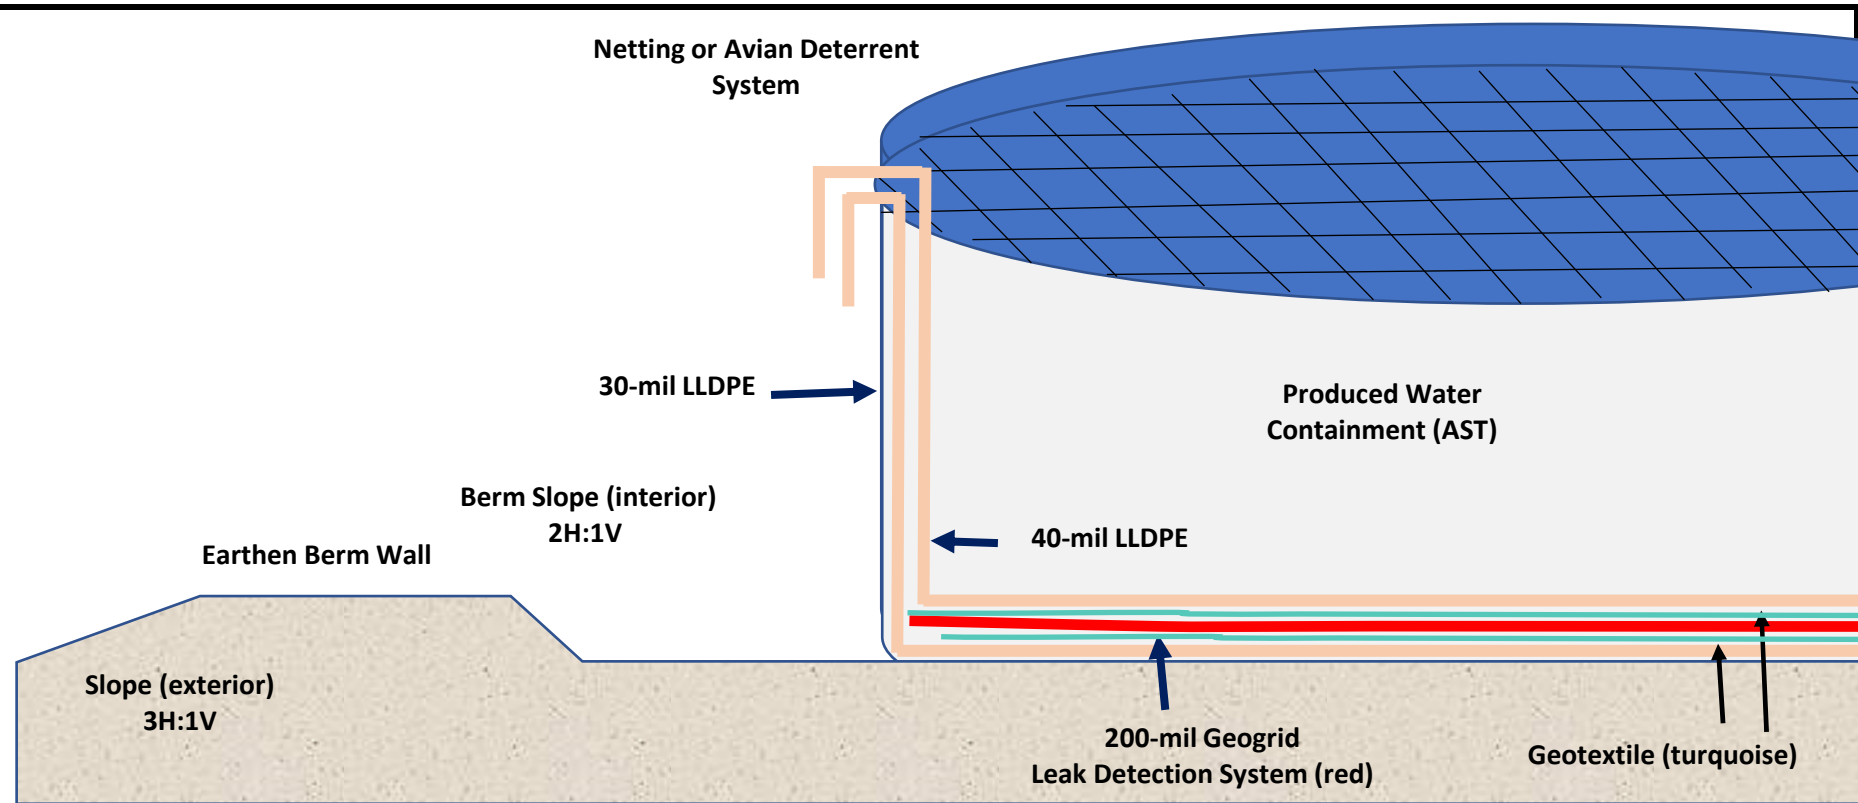 Netting or Avian Deterrent
System
30-mil LLDPE
Produced Water
Containment (AST)
Berm Slope (interior)
2H:1V
40-mil LLDPE
Earthen Berm Wall
Slope (exterior)
3H:1V
200-mil Geogrid
Leak Detection System (red)
Geotextile (turquoise)